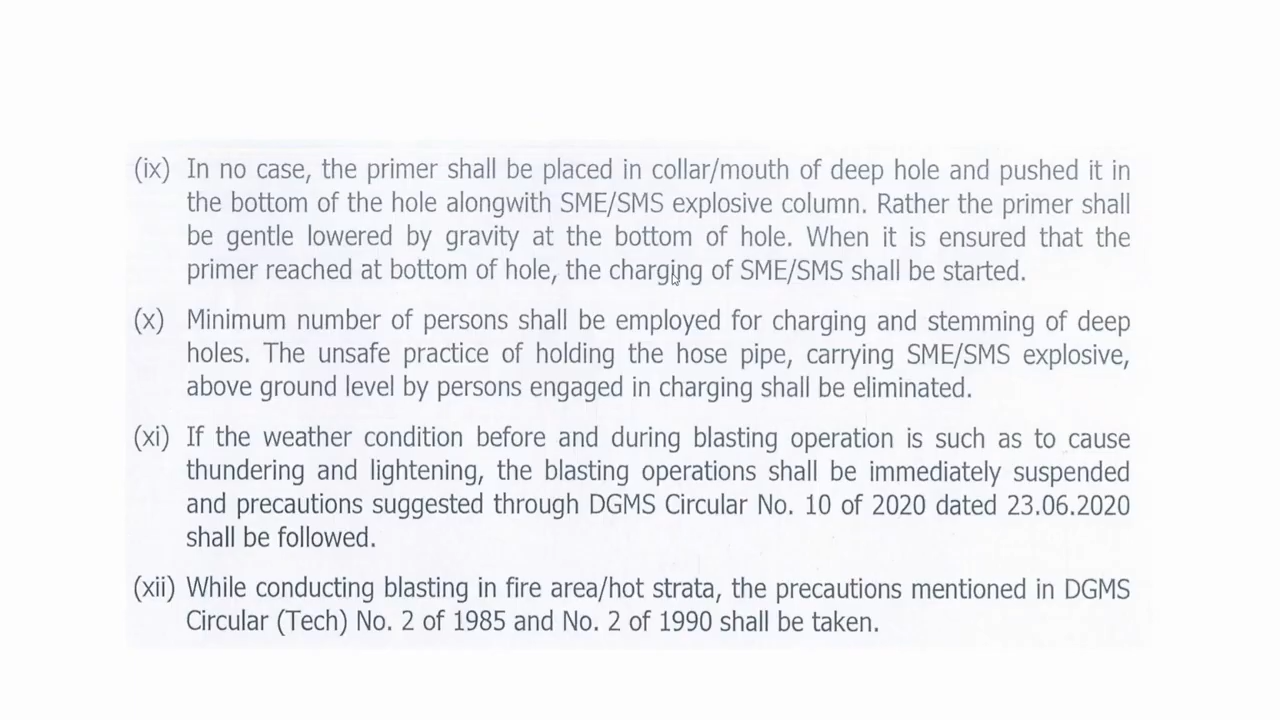 (ix) In no case, the primer shall be placed in collar/mouth of deep hole and pushed it in
the bottom of the hole alongwith SME/SMS explosive column. Rather the primer shall
be gentle lowered by gravity at the bottom of hole. When it is ensured that the
primer reached at bottom of hole, the charging of SME/SMS shall be started.
(x) Minimum number of persons shall be employed for charging and stemming of deep
holes. The unsafe practice of holding the hose pipe, carrying SME/SMS explosive,
above ground level by persons engaged in charging shall be eliminated.
(xi) If the weather condition before and during blasting operation is such as to cause
thundering and lightening, the blasting operations shall be immediately suspended
and precautions suggested through DGMS Circular No. 10 of 2020 dated 23.06.2020
shall be followed.
(xii) While conducting blasting in fire area/hot strata, the precautions mentioned in DGMS
Circular (Tech) No. 2 of 1985 and No. 2 of 1990 shall be taken.